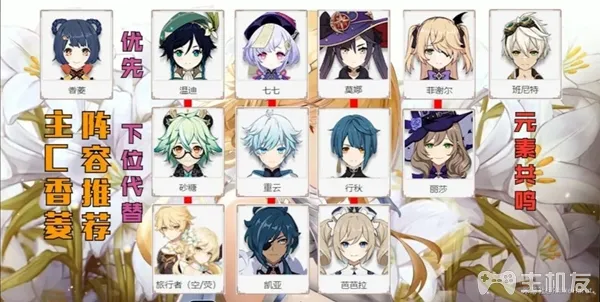 主C香菱
阵容推荐
优先
下位代替
元素共鸣
香菱
温迪
七七
莫娜
菲谢尔
班尼特
砂糖
重云
行秋
丽莎
旅行者（空/荧）
凯亚
芭芭拉
手机友